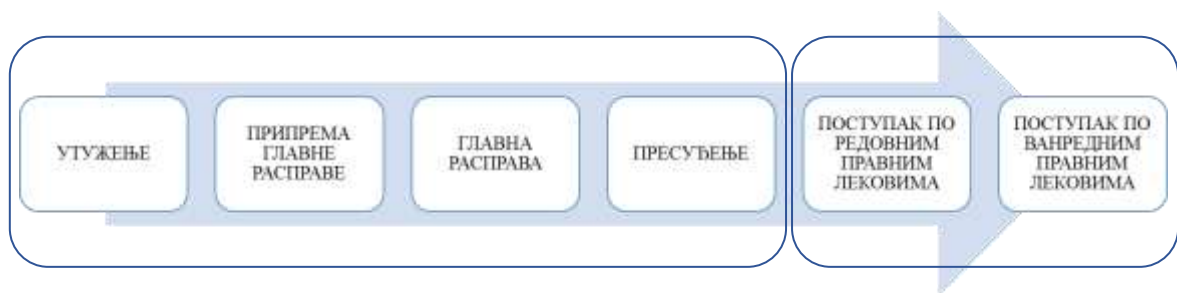 УТУЖЕЊЕ
ПРИПРЕМА
ГЛАВНЕ
РАСПРАВЕ
ГЛАВНА
РАСПРАВА
ПРЕСУЂЕЊЕ
ПОСТУПАК ПО
РЕДОВНИМ
ПРАВНИМ
ЛЕКОВИМА
ПОСТУПАК ПО
ВАНРЕДНИМ
ПРАВНИМ
ЛЕКОВИМА